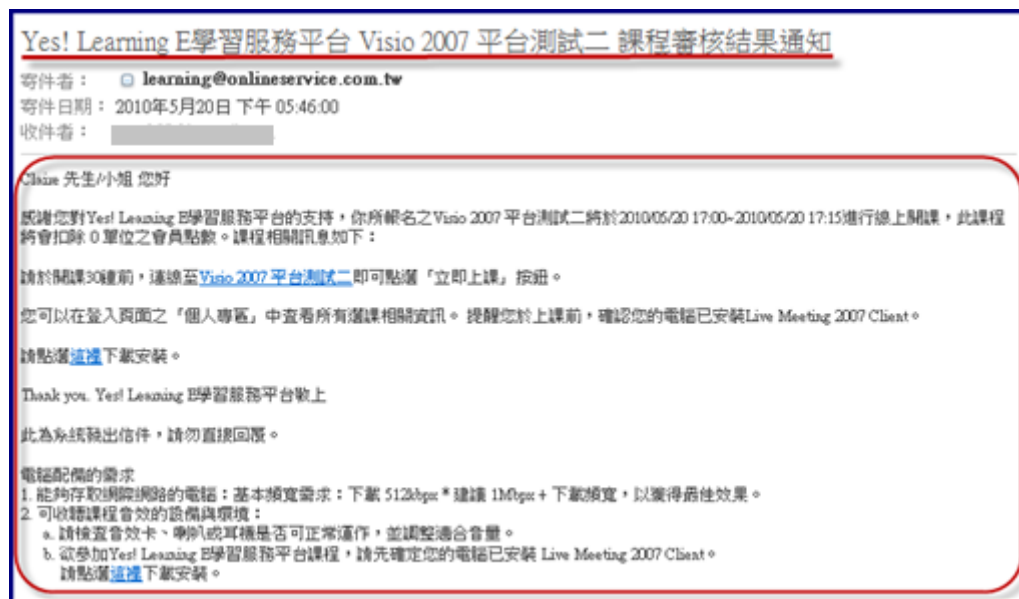 Yes! Learning E學習服務平台 Visio 2007 平台測試二 課程審核結果通知
寄件者： learning@onlineservice.com.tw
寄件日期： 2010年5月20日 下午 05:46:00
收件者：
Claire 先生/小姐 您好
感謝您對Yes! Learning E學習服務平台的支持，你所報名之Visio 2007 平台測試二將於2010/05/20 17:00~2010/05/20 17:15進行線上開課，此課程
將會扣除 0 單位之會員點數。課程相關訊息如下：
請於開課30鐘前，連線至Visio 2007 平台測試二即可點選「立即上課」按鈕。
您可以在登入頁面之「個人專區」中查看所有選課相關資訊。 提醒您於上課前，確認您的電腦已安裝Live Meeting 2007 Client。
請點選這裡下載安裝。
Thank you. Yes! Learning E學習服務平台敬上
此為系統發出信件，請勿直接回覆。
電腦配備的需求
1. 能夠存取網際網路的電腦：基本頻寬需求：下載 512kbps * 建議 1Mbps + 下載頻寬，以獲得最佳效果。
2. 可收聽課程音效的設備與環境：
a. 請檢查音效卡、喇叭或耳機是否可正常運作，並調整適合音量。
b. 欲參加Yes! Learning E學習服務平台課程，請先確定您的電腦已安裝 Live Meeting 2007 Client。
請點選這裡下載安裝。